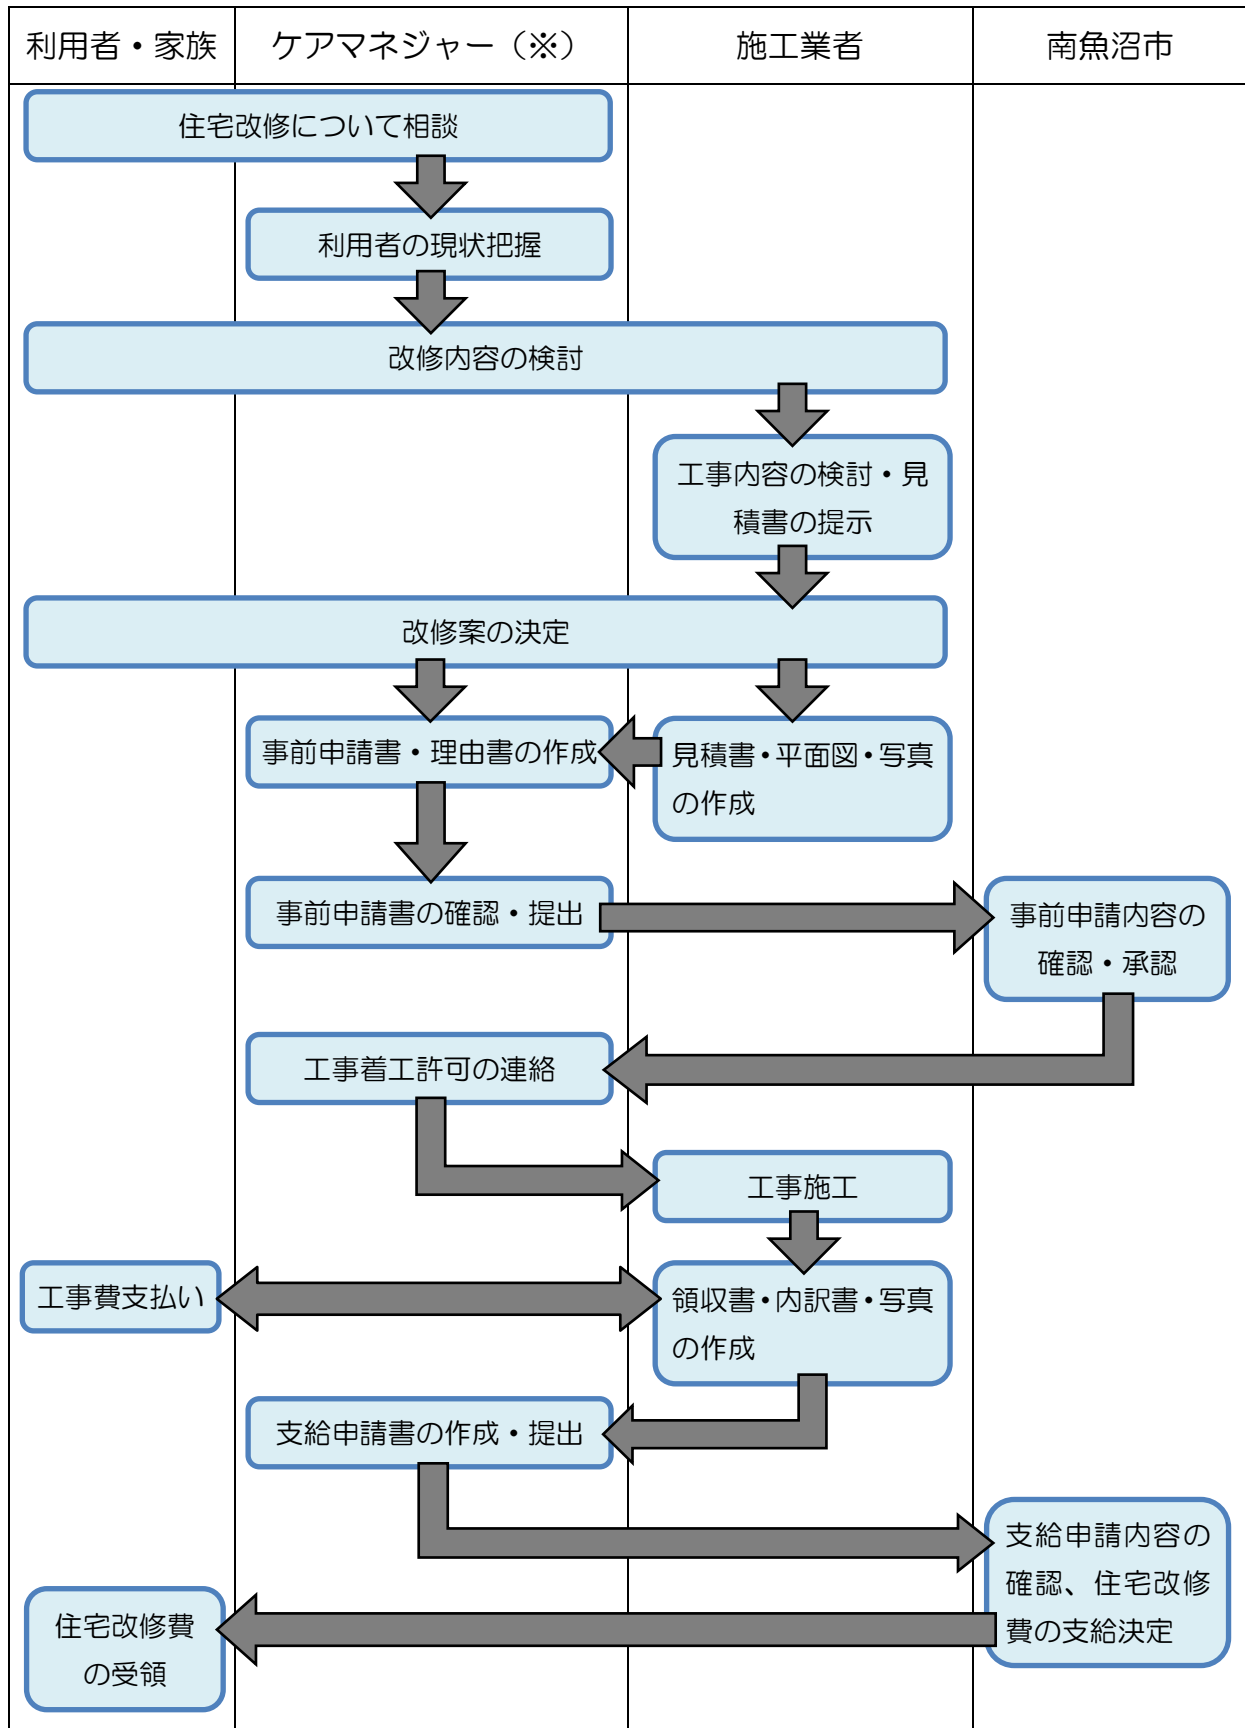 利用者・家族
ケアマネジャー（※）
施工業者
南魚沼市
住宅改修について相談
利用者の現状把握
改修内容の検討
工事内容の検討・見
積書の提示
改修案の決定
事前申請書・理由書の作成
見積書・平面図・写真
の作成
事前申請書の確認・提出
事前申請内容の
確認・承認
工事着工許可の連絡
工事施工
工事費支払い
領収書・内訳書・写真
の作成
支給申請書の作成・提出
支給申請内容の
確認、住宅改修
費の支給決定
住宅改修費
の受領